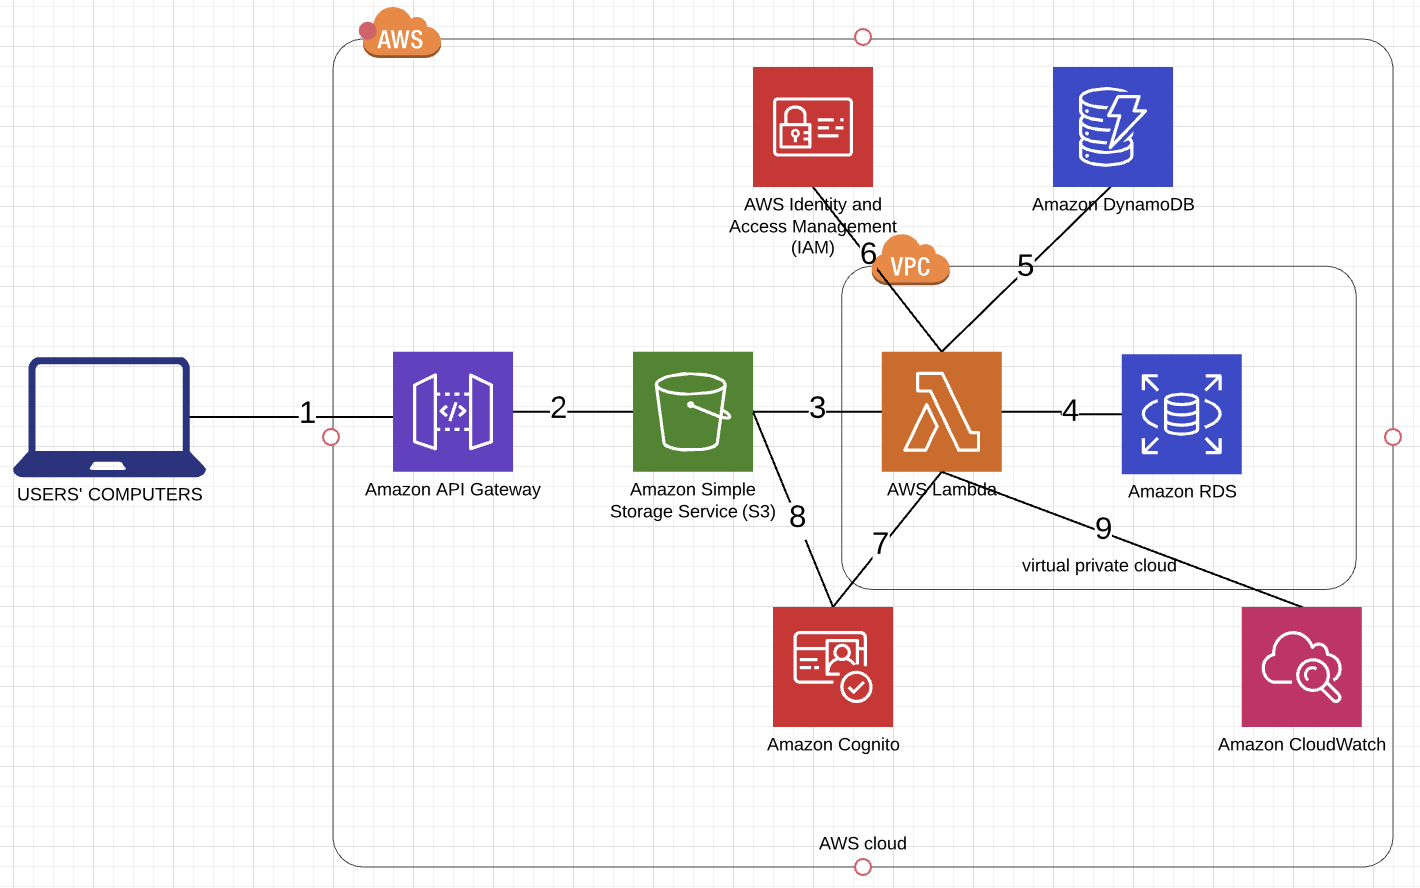 AWS
AWS Identity and
Access Management
(IAM)
Amazon DynamoDB
6
VPC
5
1
2
3
4
USERS' COMPUTERS
Amazon API Gateway
Amazon Simple
Storage Service (S3)
AWS Lambda
Amazon RDS
8
7
9
virtual private cloud
Amazon Cognito
Amazon CloudWatch
AWS cloud